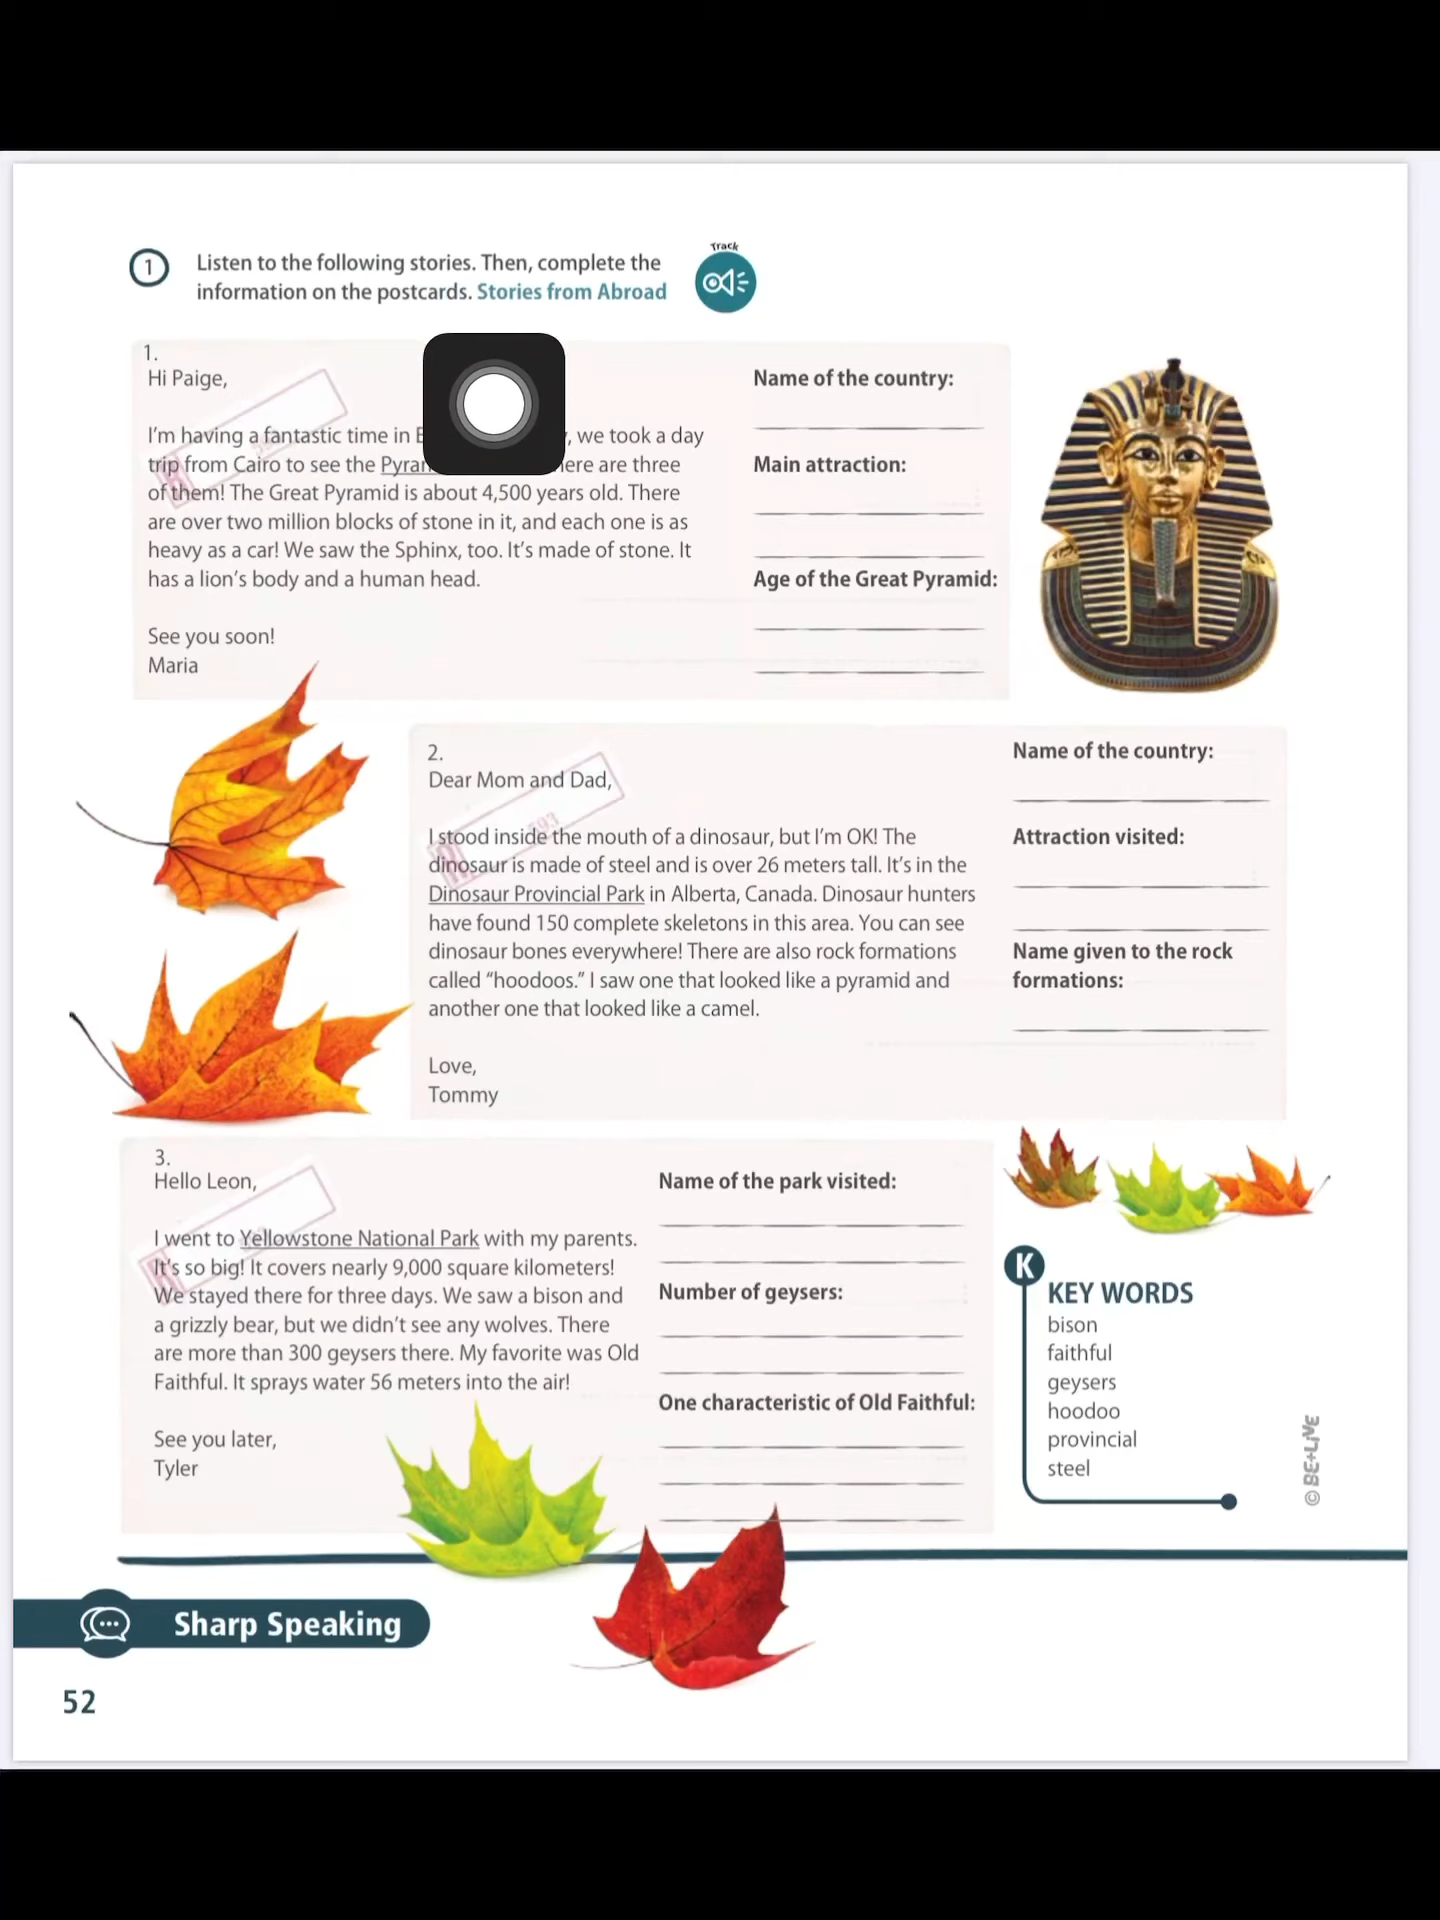 1
Listen to the following stories. Then, complete the
information on the postcards. Stories from Abroad
Track
1.
Hi Paige,
I'm having a fantastic time in , we took a day
trip from Cairo to see the here are three
of them! The Great Pyramid is about 4,500 years old. There
are over two million blocks of stone in it, and each one is as
heavy as a car! We saw the Sphinx, too. It's made of stone. It
has a lion's body and a human head.
See you soon!
Maria
Name of the country:
Main attraction:
Age of the Great Pyramid:
2.
Dear Mom and Dad,
I stood inside the mouth of a dinosaur, but I'm OK! The
dinosaur is made of steel and is over 26 meters tall. It's in the
Dinosaur Provincial Park in Alberta, Canada. Dinosaur hunters
have found 150 complete skeletons in this area. You can see
dinosaur bones everywhere! There are also rock formations
called “hoodoos.” I saw one that looked like a pyramid and
another one that looked like a camel.
Love,
Tommy
Name of the country:
Attraction visited:
Name given to the rock
formations:
3.
Hello Leon,
I went to Yellowstone National Park with my parents.
It's so big! It covers nearly 9,000 square kilometers!
We stayed there for three days. We saw a bison and
a grizzly bear, but we didn't see any wolves. There
are more than 300 geysers there. My favorite was Old
Faithful. It sprays water 56 meters into the air!
See you later,
Tyler
Name of the park visited:
Number of geysers:
One characteristic of Old Faithful:
K
KEY WORDS
bison
faithful
geysers
hoodoo
provincial
steel
© BE+LIVE
Sharp Speaking
52